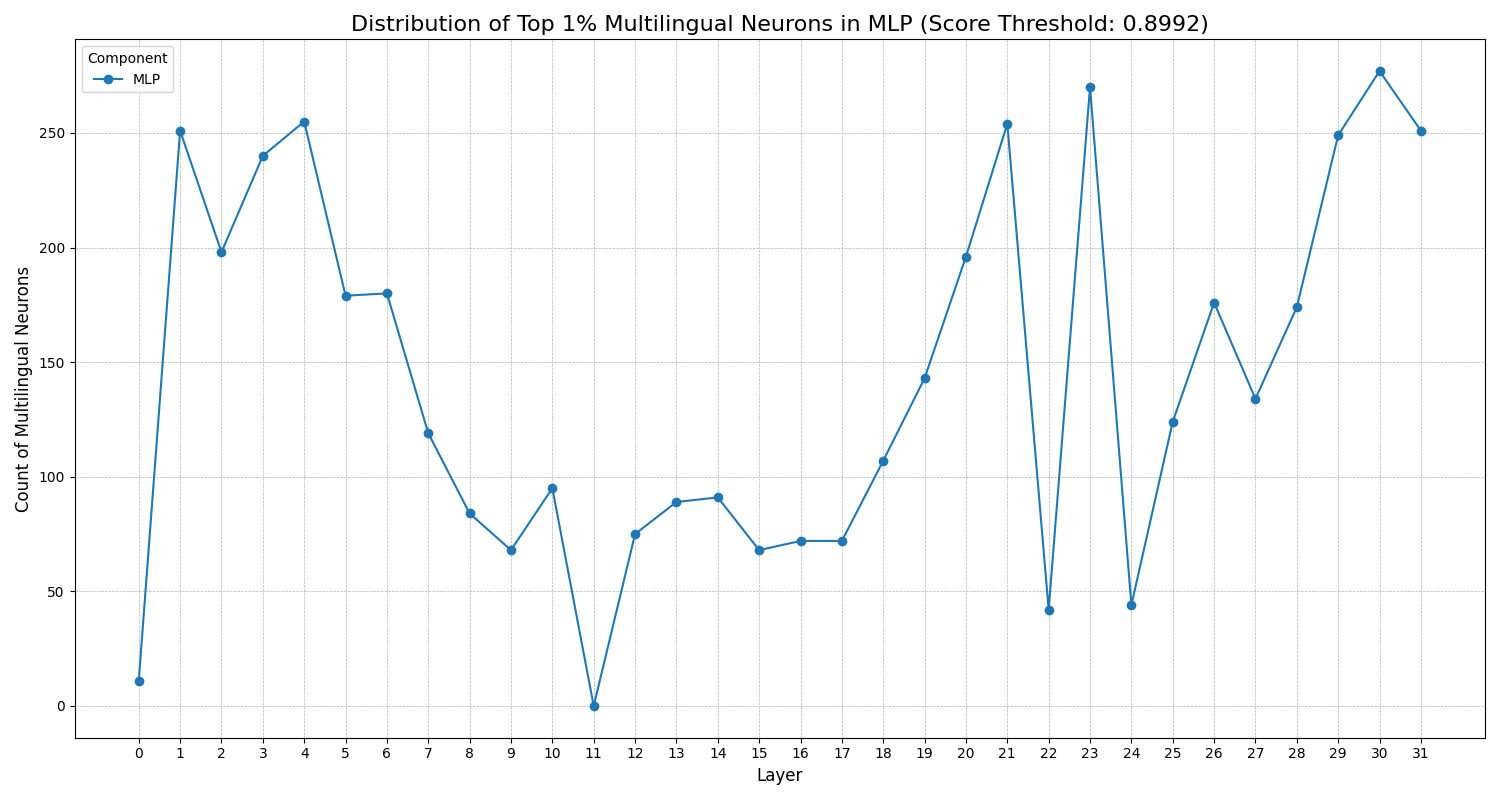 Distribution of Top 1% Multilingual Neurons in MLP (Score Threshold: 0.8992)
Component
MLP
Count of Multilingual Neurons
250
200
150
100
50
0
0 1 2 3 4 5 6 7 8 9 10 11 12 13 14 15 16 17 18 19 20 21 22 23 24 25 26 27 28 29 30 31
Layer